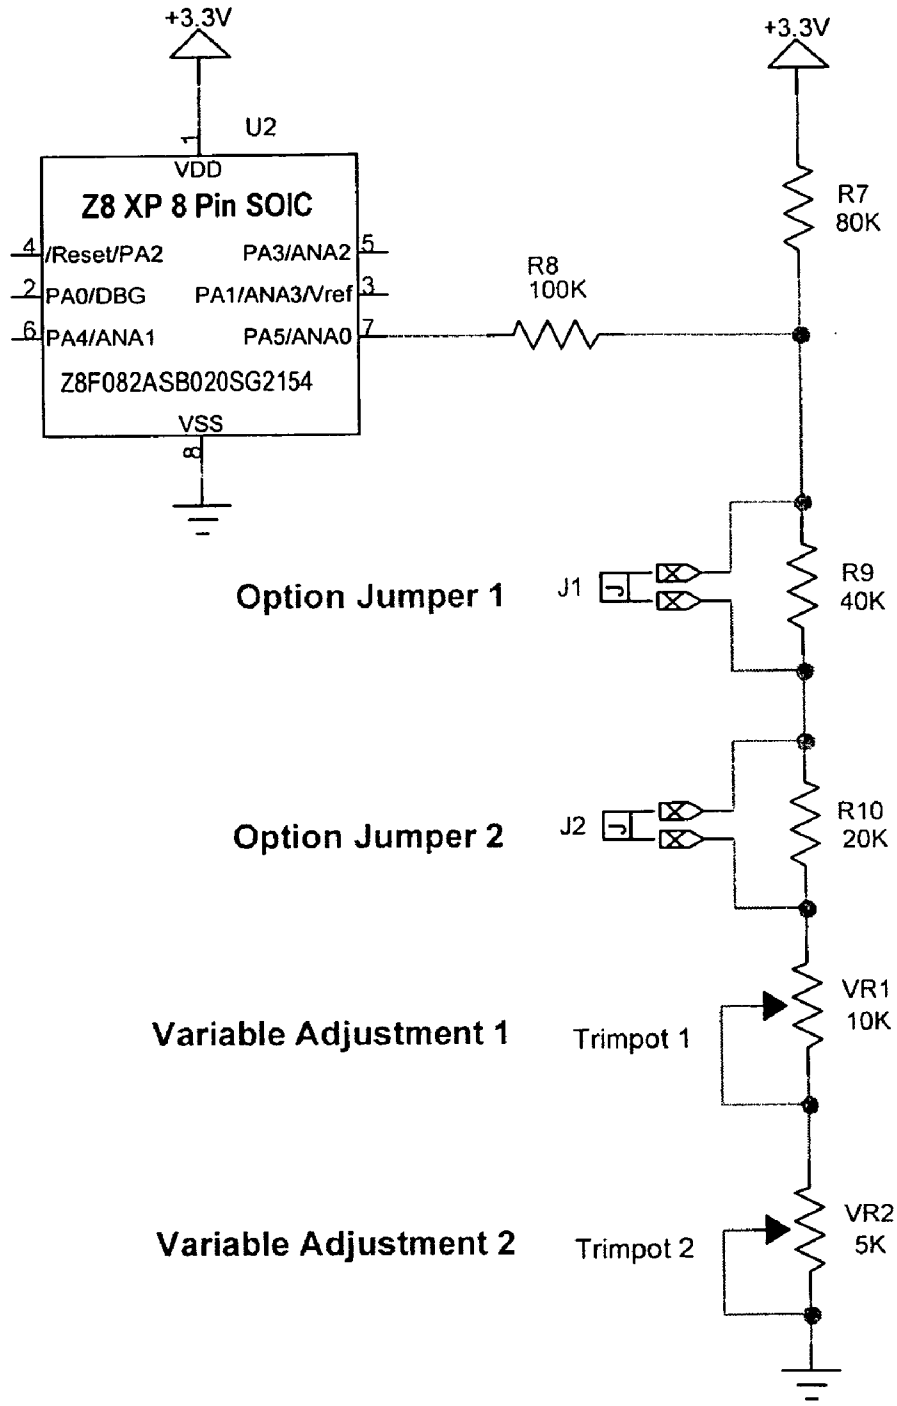 +3.3V
+3.3V
U2
1
VDD
Z8 XP 8 Pin SOIC
4 /Reset/PA2
PA3/ANA2 5
2 PA0/DBG
PA1/ANA3/Vref 3
6 PA4/ANA1
PA5/ANA0 7
Z8F082ASB020SG2154
VSS
8
R7
80K
R8
100K
Option Jumper 1
J1
J
R9
40K
Option Jumper 2
J2
J
R10
20K
Variable Adjustment 1
Trimpot 1
VR1
10K
Variable Adjustment 2
Trimpot 2
VR2
5K